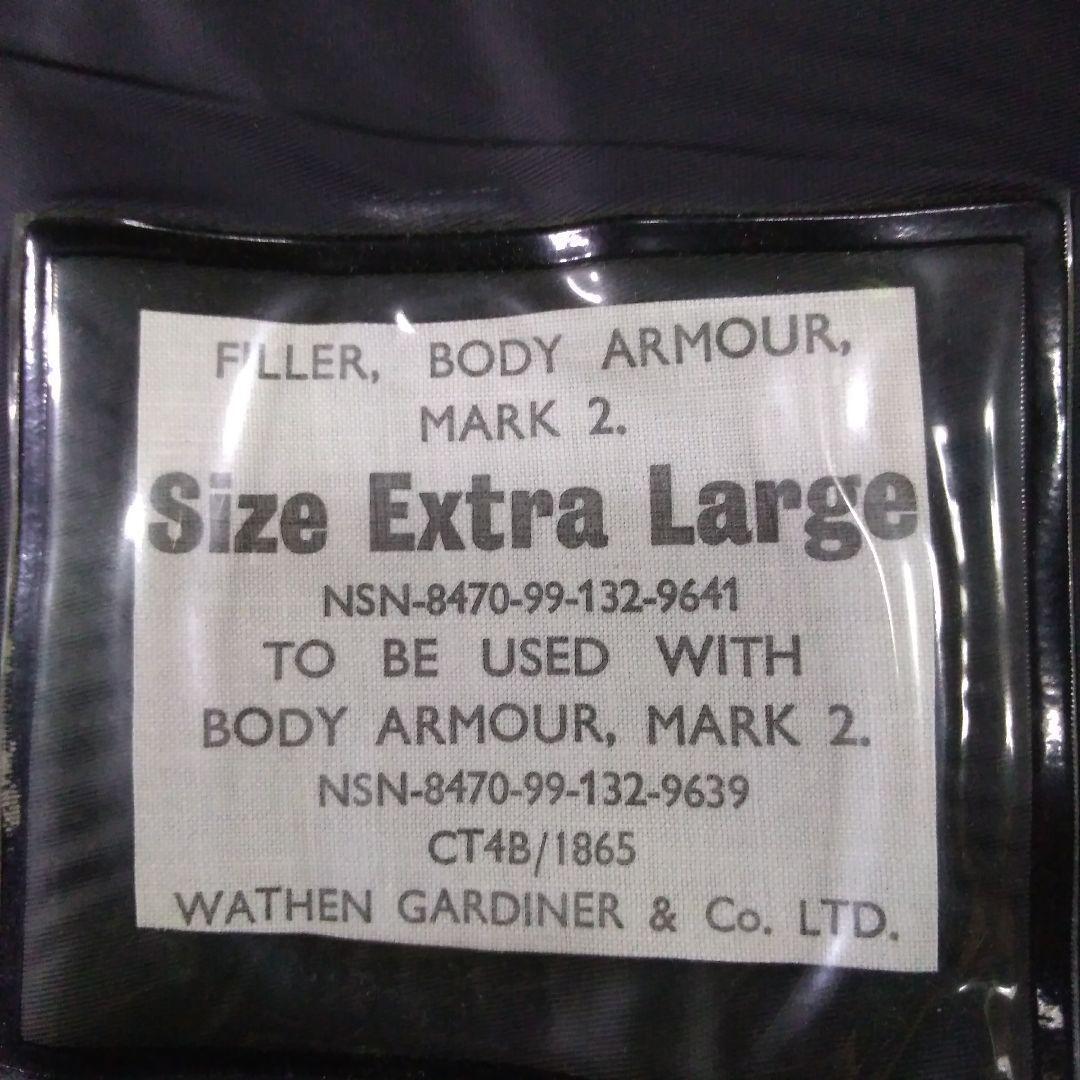 FILLER, BODY ARMOUR,
MARK 2.
Size Extra Large
NSN-8470-99-132-9641
TO BE USED WITH
BODY ARMOUR, MARK 2.
NSN-8470-99-132-9639
CT4B/1865
WATHEN GARDINER & Co. LTD.